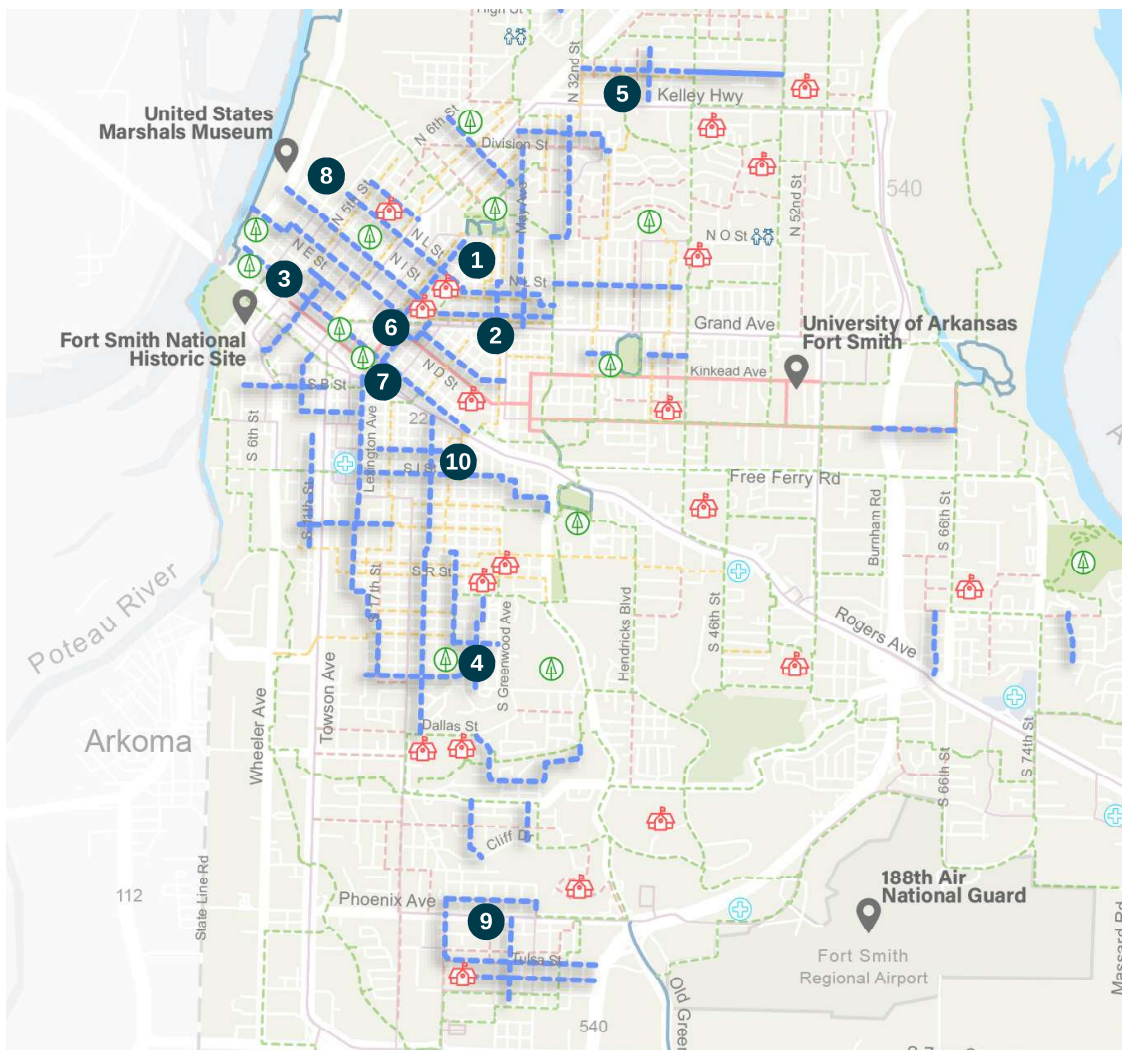 High St
N 32nd St
5
Kelley Hwy
United States
Marshals Museum
N 6th St
Division St
8
N 5th St
May Ave
N 52nd St
540
N L St
N O St
N E St
N I St
1
3
N L St
6
2
Grand Ave
University of Arkansas
Fort Smith
Fort Smith National
Historic Site
N D St
Kinkead Ave
S B St
7
22
S 6th St
Lexington Ave
S I St
10
Free Ferry Rd
S 11th St
Burnham Rd
S 66th St
S R St
S 17th St
Poteau River
S Greenwood Ave
Hendricks Blvd
S 46th St
Rogers Ave
4
Arkoma
Wheeler Ave
Towson Ave
Dallas St
S 66th St
S 74th St
Cliff Dr
Slate Line Rd
112
Phoenix Ave
188th Air
National Guard
9
Tulsa St
Fort Smith
Regional Airport
Massard Rd
Old Green
540